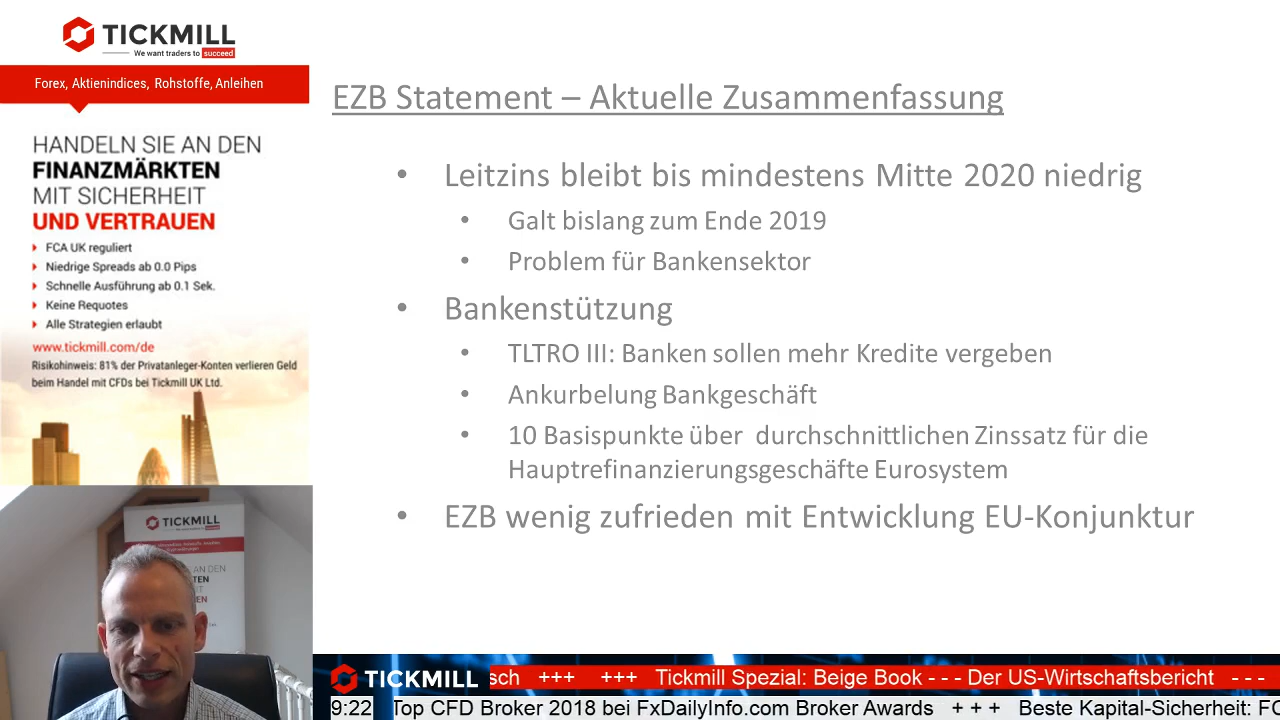 TICKMILL
We want traders to succeed
Forex, Aktienindices, Rohstoffe, Anleihen
HANDELN SIE AN DEN
FINANZMÄRKTEN
MIT SICHERHEIT
UND VERTRAUEN
FCA UK reguliert
Niedrige Spreads ab 0.0 Pips
Schnelle Ausführung ab 0.1 Sek.
Keine Requotes
Alle Strategien erlaubt
www.tickmill.com/de
Risikohinweis: 81% der Privatanleger-Konten verlieren Geld
beim Handel mit CFDs bei Tickmill UK Ltd.
TICKMILL
EZB Statement – Aktuelle Zusammenfassung
• Leitzins bleibt bis mindestens Mitte 2020 niedrig
• Galt bislang zum Ende 2019
• Problem für Bankensektor
• Bankenstützung
• TLTRO III: Banken sollen mehr Kredite vergeben
• Ankurbelung Bankgeschäft
• 10 Basispunkte über durchschnittlichen Zinssatz für die
Hauptrefinanzierungsgeschäfte Eurosystem
• EZB wenig zufrieden mit Entwicklung EU-Konjunktur
TICKMILL
sch +++ +++ Tickmill Spezial: Beige Book - - - Der US-Wirtschaftsbericht - - -
9:22 Top CFD Broker 2018 bei FxDailyInfo.com Broker Awards + + + Beste Kapital-Sicherheit: FC